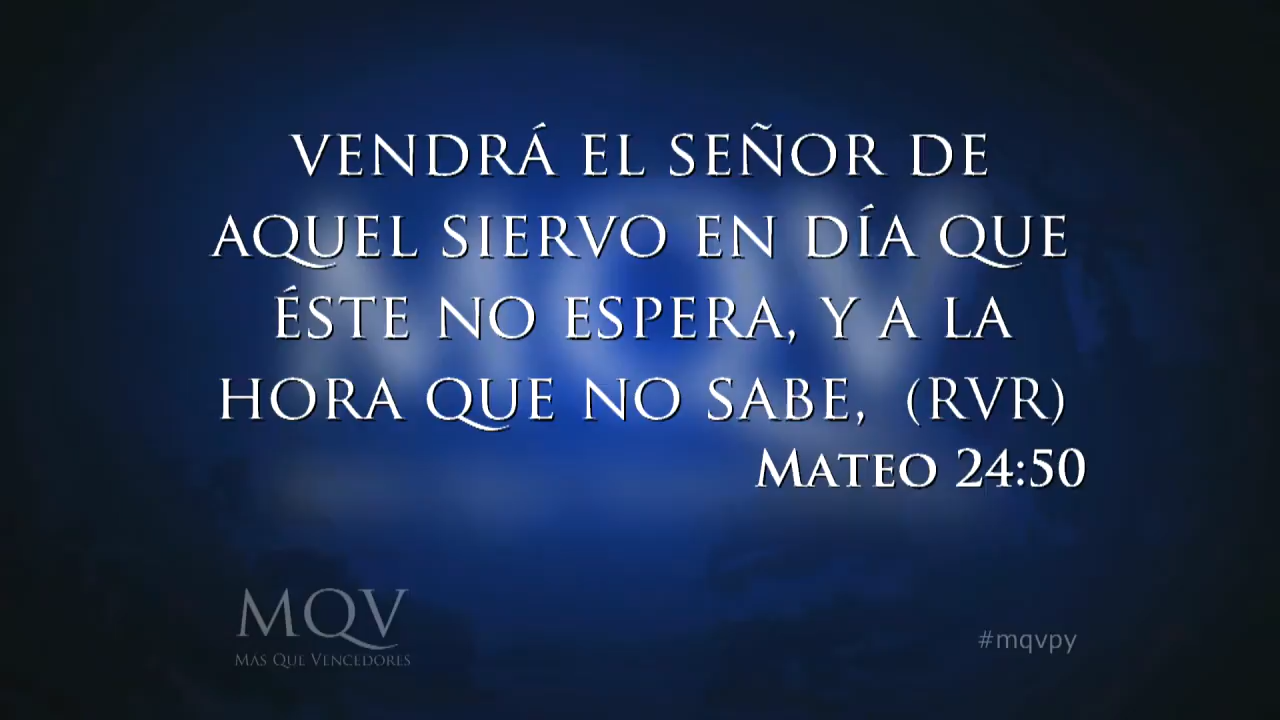 VENDRÁ EL SEÑOR DE
AQUEL SIERVO EN DÍA QUE
ÉSTE NO ESPERA, Y A LA
HORA QUE NO SABE, (RVR)
MATEO 24:50
MQV
MAS QUE VENCEDORES
#mqvpy